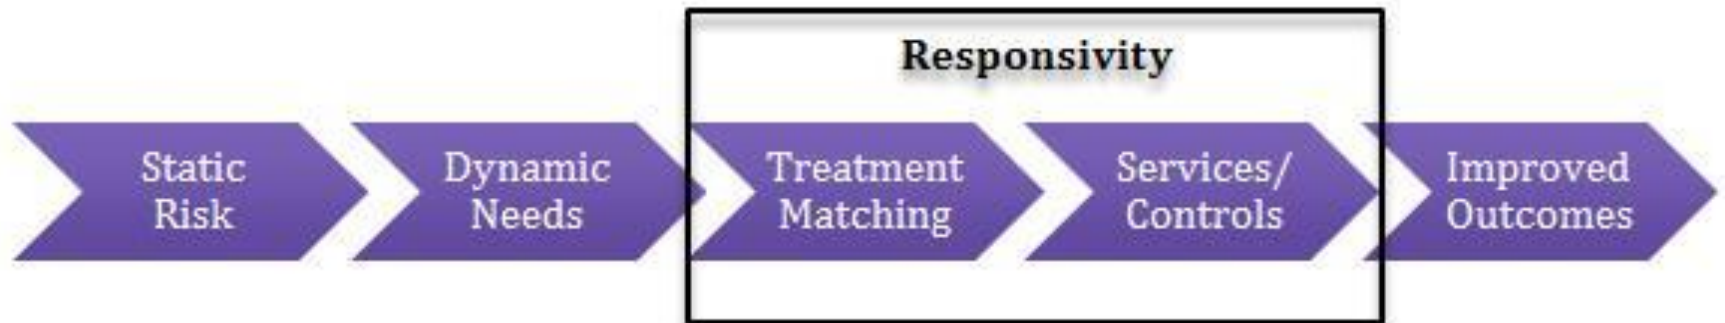 Responsivity
Static
Risk
Dynamic
Needs
Treatment
Matching
Services/
Controls
Improved
Outcomes